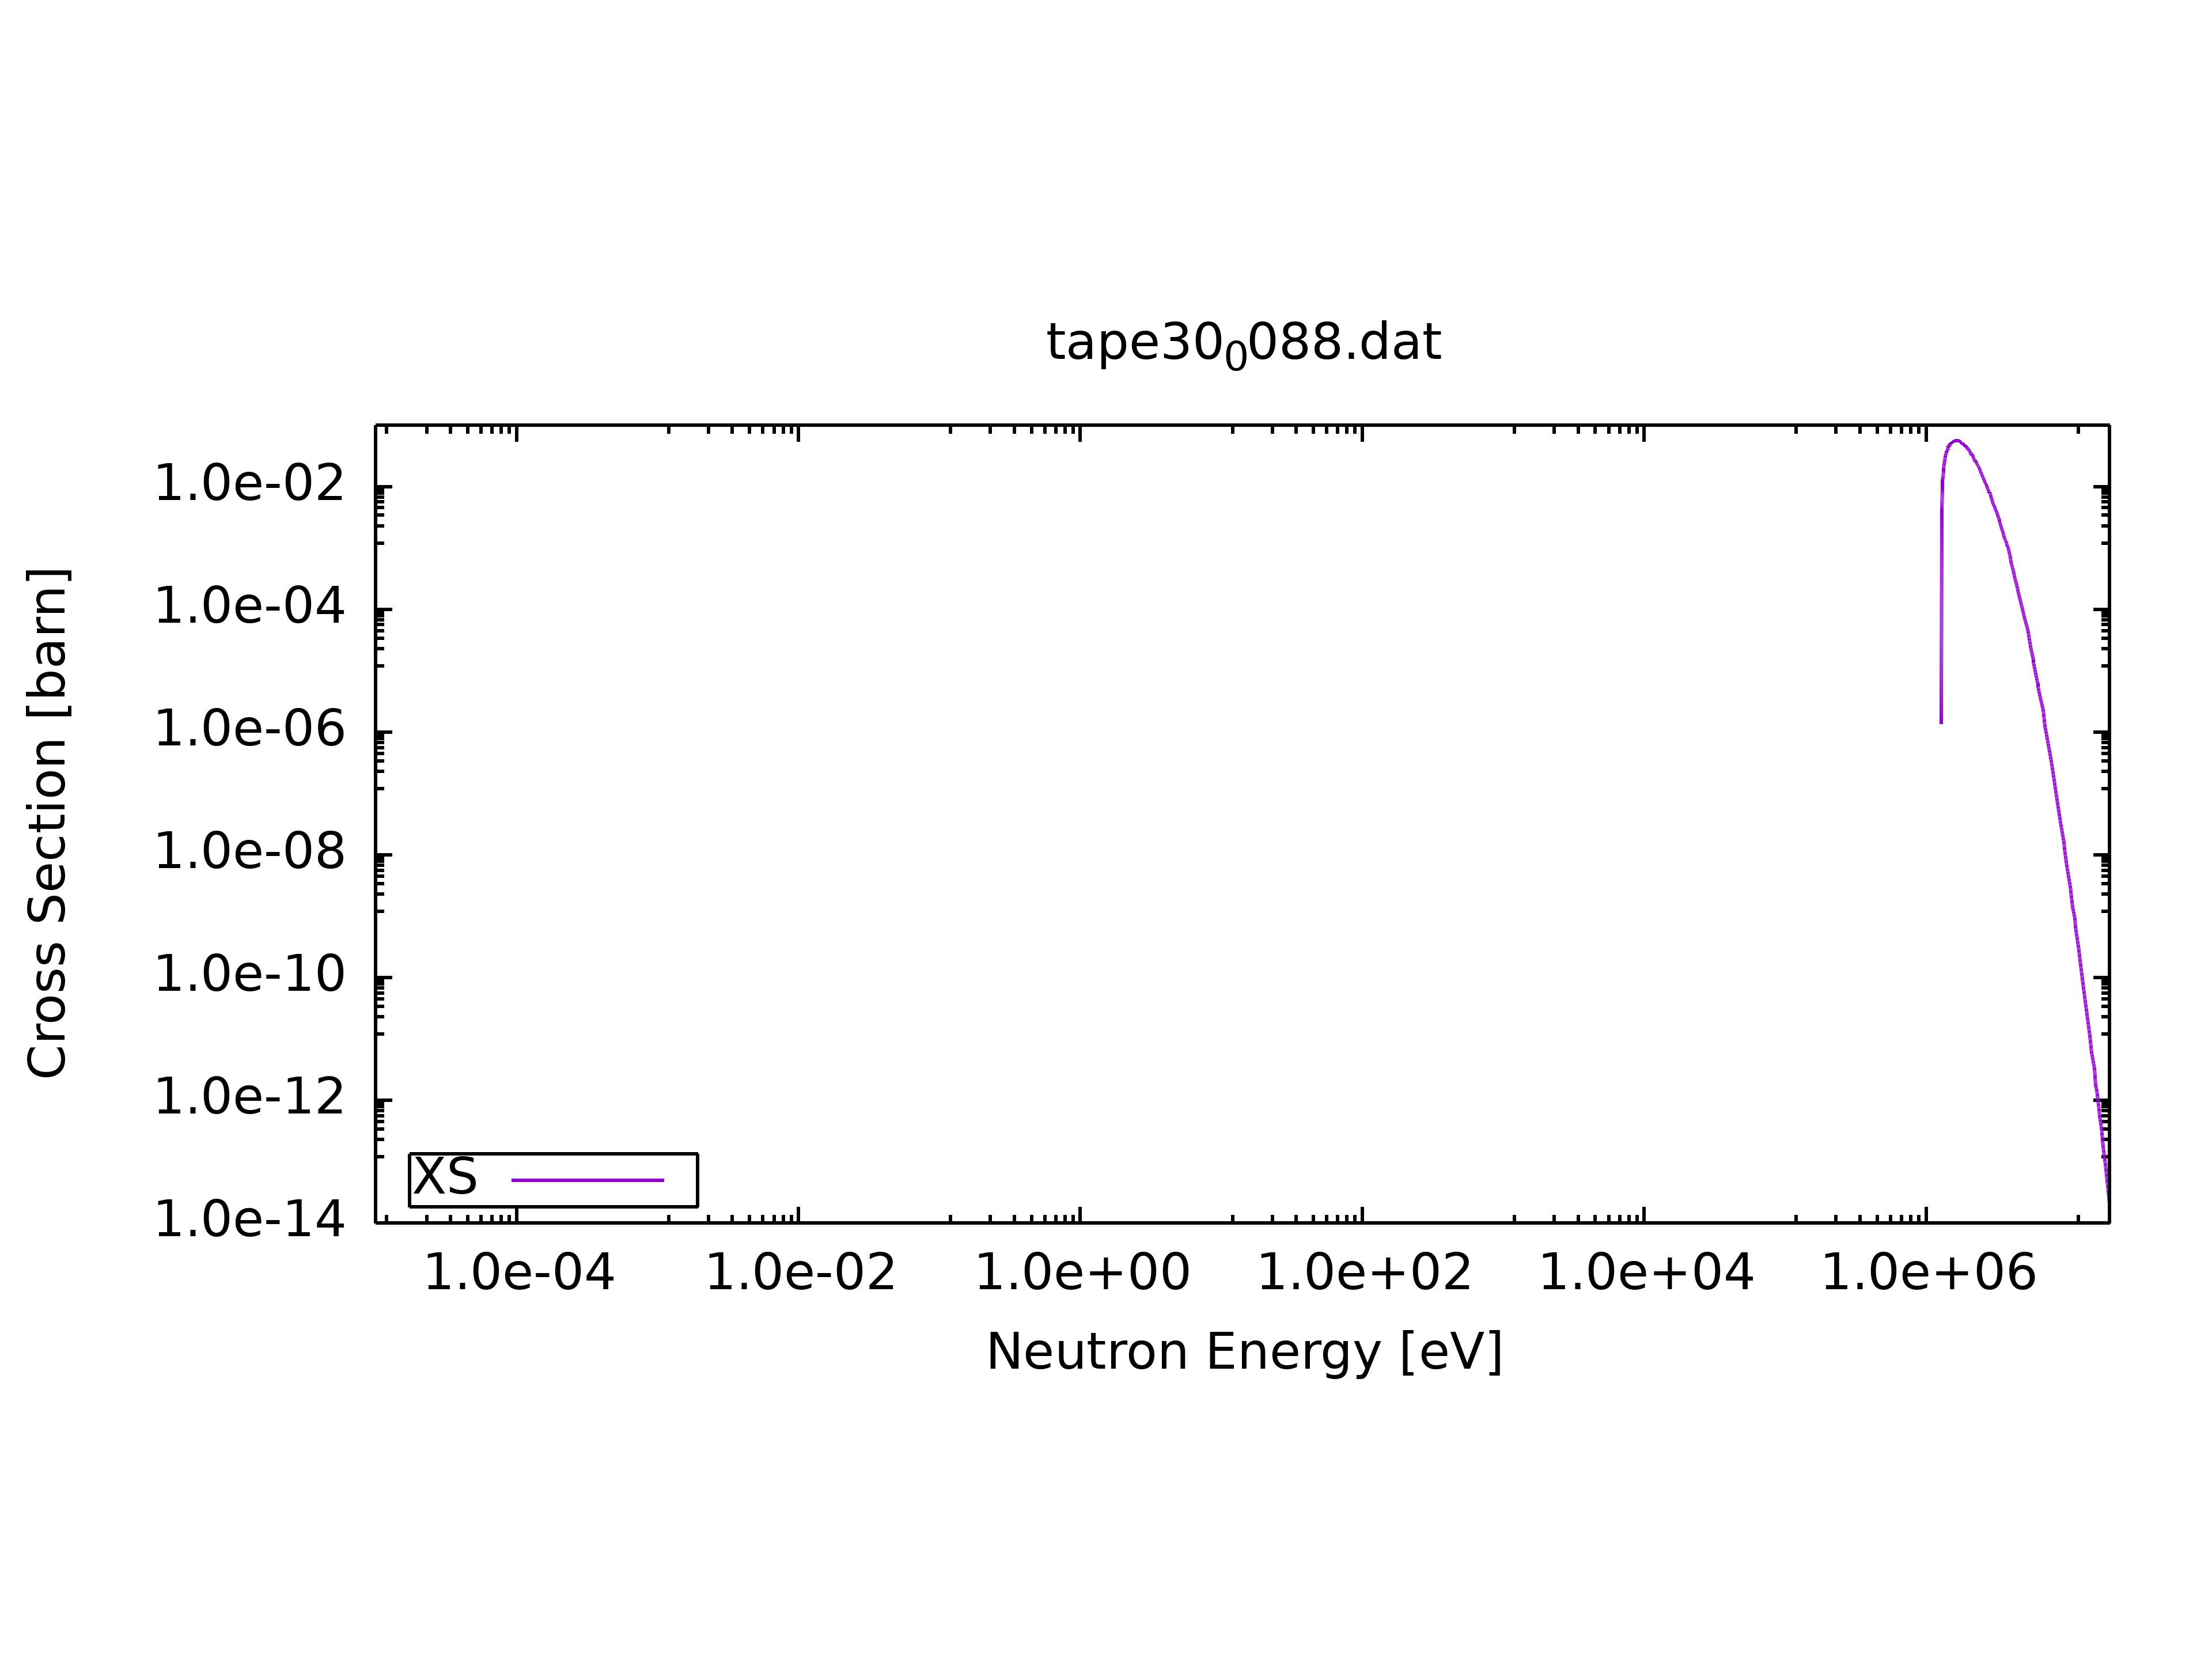 tape30₀088.dat
Cross Section [barn]
1.0e-02
1.0e-04
1.0e-06
1.0e-08
1.0e-10
1.0e-12
1.0e-14
XS
1.0e-04 1.0e-02 1.0e+00 1.0e+02 1.0e+04 1.0e+06
Neutron Energy [eV]